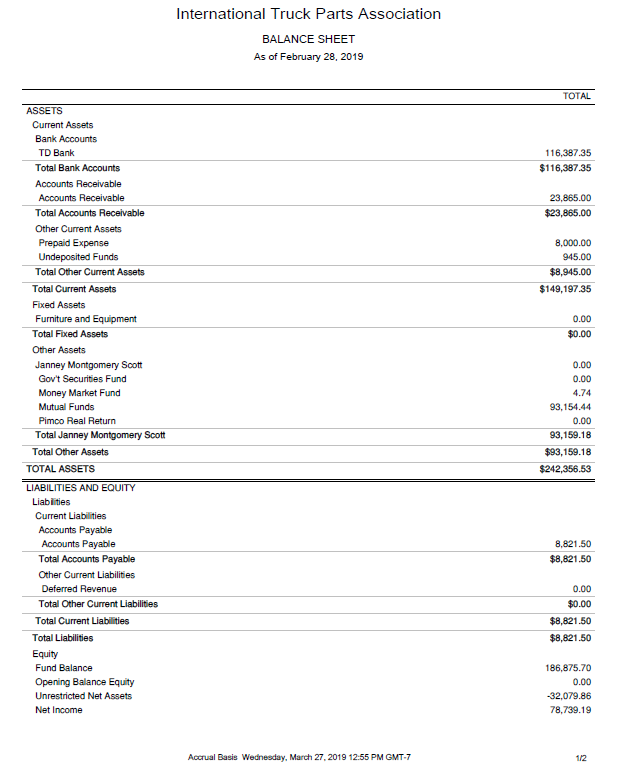 International Truck Parts Association
BALANCE SHEET
As of February 28, 2019
TOTAL
ASSETS
Current Assets
Bank Accounts
TD Bank 116,387.35
Total Bank Accounts $116,387.35
Accounts Receivable
Accounts Receivable 23,865.00
Total Accounts Receivable $23,865.00
Other Current Assets
Prepaid Expense 8,000.00
Undeposited Funds 945.00
Total Other Current Assets $8,945.00
Total Current Assets $149,197.35
Fixed Assets
Furniture and Equipment 0.00
Total Fixed Assets $0.00
Other Assets
Janney Montgomery Scott 0.00
Gov't Securities Fund 0.00
Money Market Fund 4.74
Mutual Funds 93,154.44
Pimco Real Return 0.00
Total Janney Montgomery Scott 93,159.18
Total Other Assets $93,159.18
TOTAL ASSETS $242,356.53
LIABILITIES AND EQUITY
Liabilities
Current Liabilities
Accounts Payable
Accounts Payable 8,821.50
Total Accounts Payable $8,821.50
Other Current Liabilities
Deferred Revenue 0.00
Total Other Current Liabilities $0.00
Total Current Liabilities $8,821.50
Total Liabilities $8,821.50
Equity
Fund Balance 186,875.70
Opening Balance Equity 0.00
Unrestricted Net Assets -32,079.86
Net Income 78,739.19
Accrual Basis Wednesday, March 27, 2019 12:55 PM GMT-7 1/2